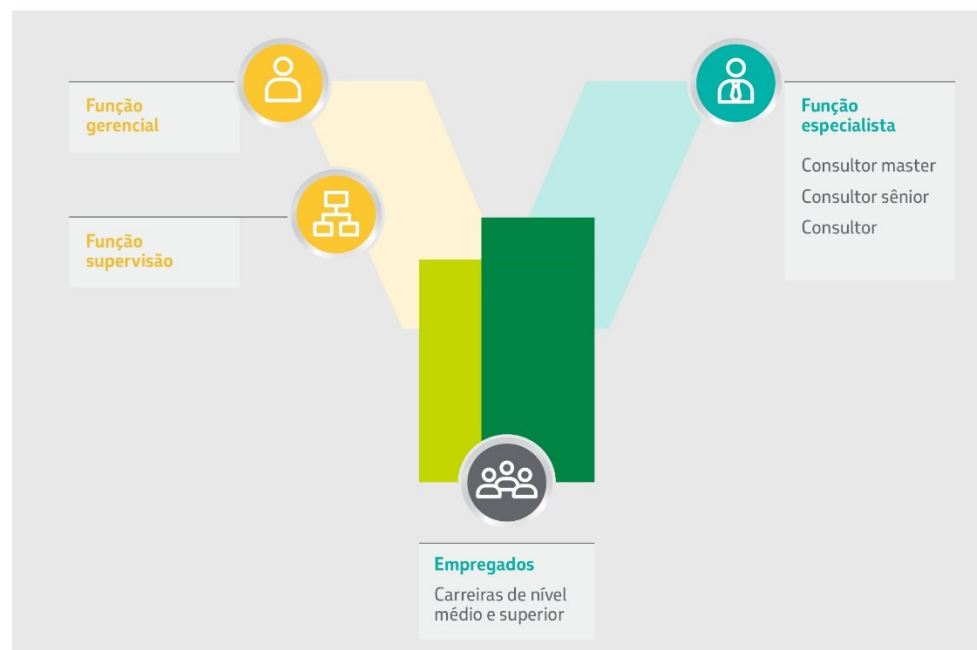 Função
gerencial
Função
supervisão
Função
especialista
Consultor master
Consultor sênior
Consultor
Empregados
Carreiras de nível
médio e superior